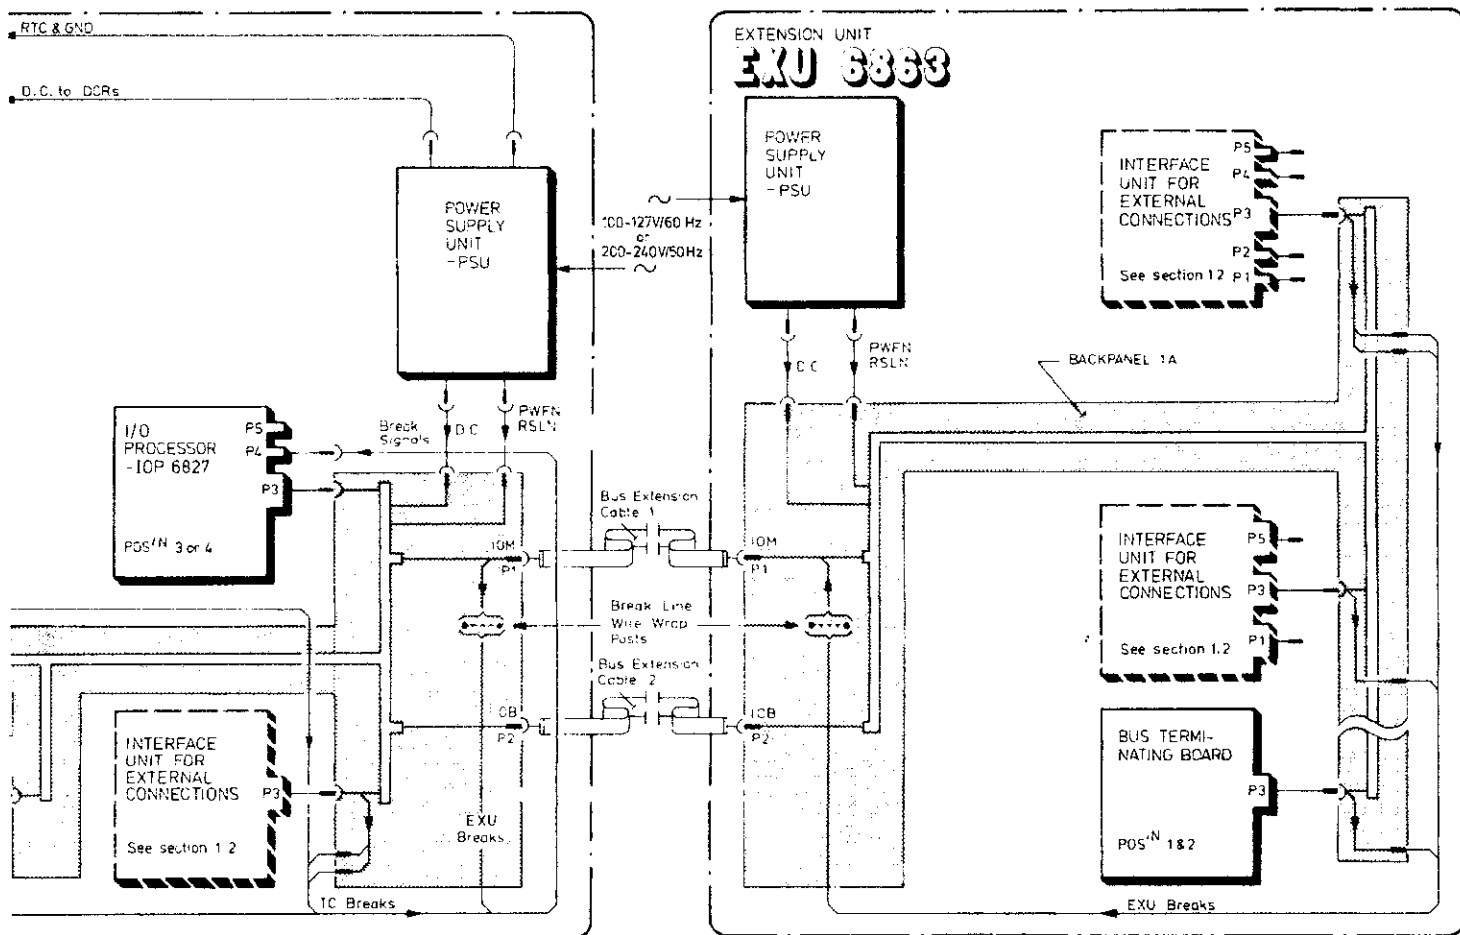 RTC & GND
D.C. to DCRs
POWER
SUPPLY
UNIT
-PSU
100-127V/60 Hz
or
200-240V/50Hz
I/O
PROCESSOR
-IOP 6827
POS'N 3 or 4
P5
P4
P3
Break
Signals
D.C
PWFN
RSLN
IOM
P1
Bus Extension
Cable 1
Break Line
Wire Wrap
Posts
Bus Extension
Cable 2
P2
INTERFACE
UNIT FOR
EXTERNAL
CONNECTIONS
See section 1.2
P3
EXU
Breaks
TC Breaks
EXTENSION UNIT
EXU 6863
POWER
SUPPLY
UNIT
-PSU
D.C
PWFN
RSLN
BACKPANEL 1A
IOM
P1
IOB
P2
INTERFACE
UNIT FOR
EXTERNAL
CONNECTIONS
See section 1.2
P5
P4
P3
P2
P1
INTERFACE
UNIT FOR
EXTERNAL
CONNECTIONS
See section 1.2
P5
P3
P1
BUS TERMI-
NATING BOARD
POS'N 1&2
P3
EXU Breaks